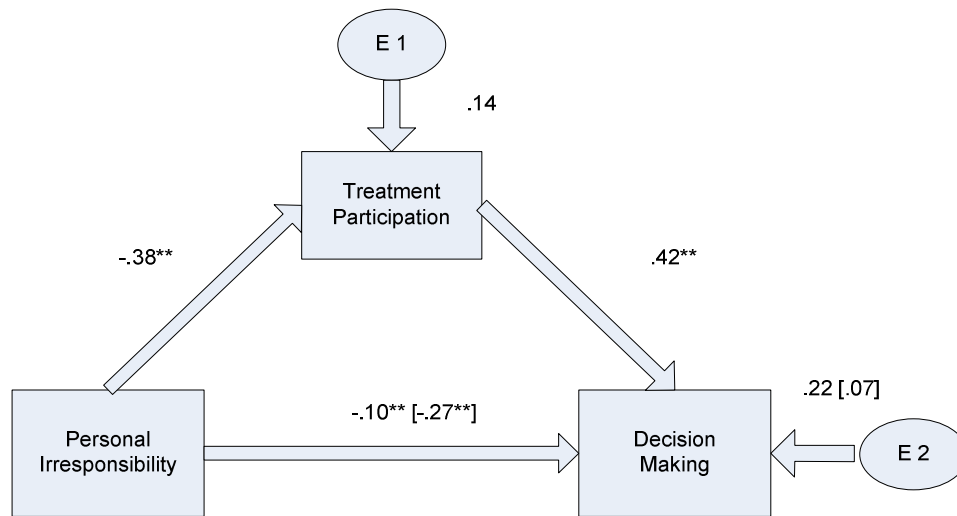 E 1
.14
Treatment
Participation
-.38**
.42**
-.10** [-.27**]
.22 [.07]
Personal
Irresponsibility
Decision
Making
E 2